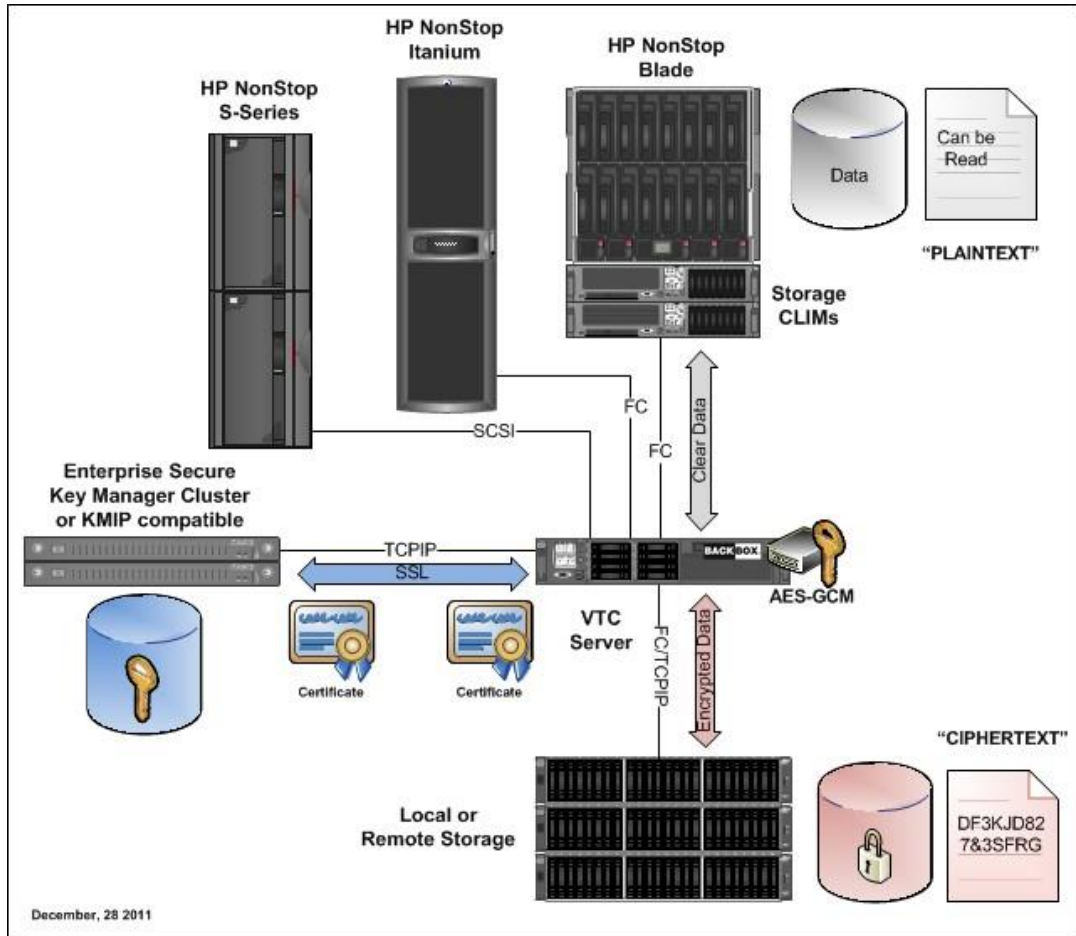 HP NonStop
Itanium
HP NonStop
Blade
HP NonStop
S-Series
Data
Can be
Read
"PLAINTEXT"
Storage
CLIMs
FC
SCSI
FC
Clear Data
Enterprise Secure
Key Manager Cluster
or KMIP compatible
TCPIP
SSL
BACKBOX
AES-GCM
VTC
Server
Certificate
Certificate
FC/TCPIP
Encrypted Data
"CIPHERTEXT"
Local or
Remote Storage
DF3KJD82
7&3SFRG
December, 28 2011